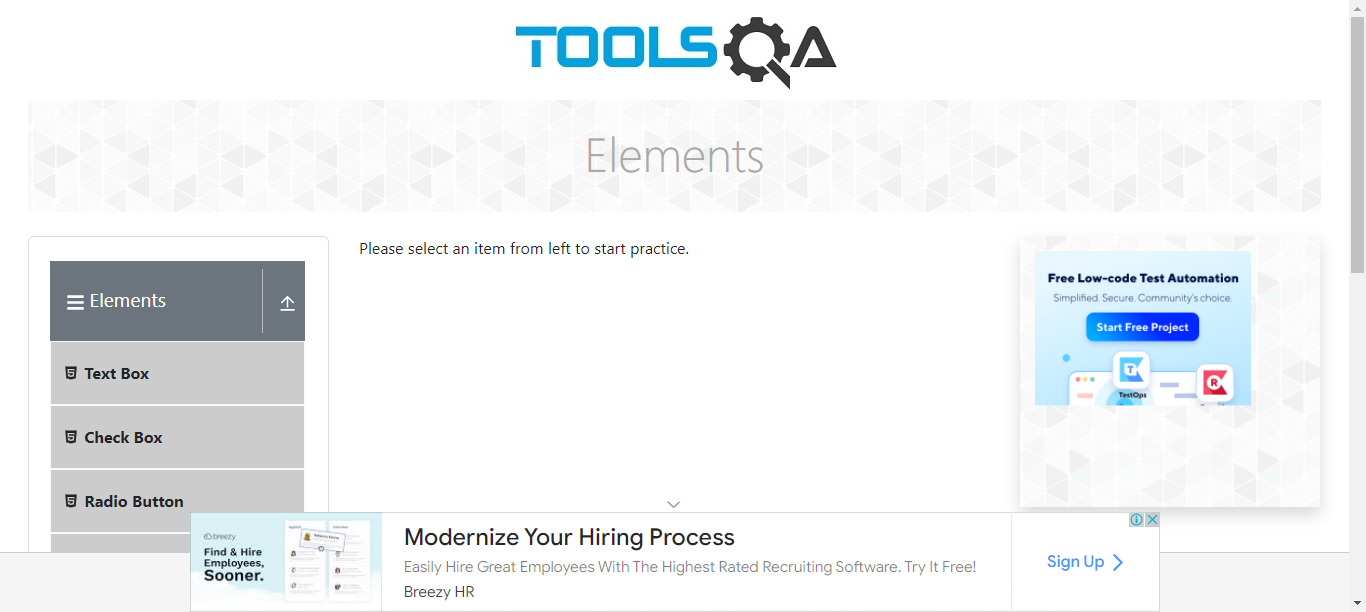 TOOLSQA
Elements
Elements
Text Box
Check Box
Radio Button
Please select an item from left to start practice.
Free Low-code Test Automation
Simplified. Secure. Community's choice.
Start Free Project
T
R
TestOps
breezy
Find & Hire
Employees,
Sooner.
Modernize Your Hiring Process
Easily Hire Great Employees With The Highest Rated Recruiting Software. Try It Free!
Breezy HR
Sign Up